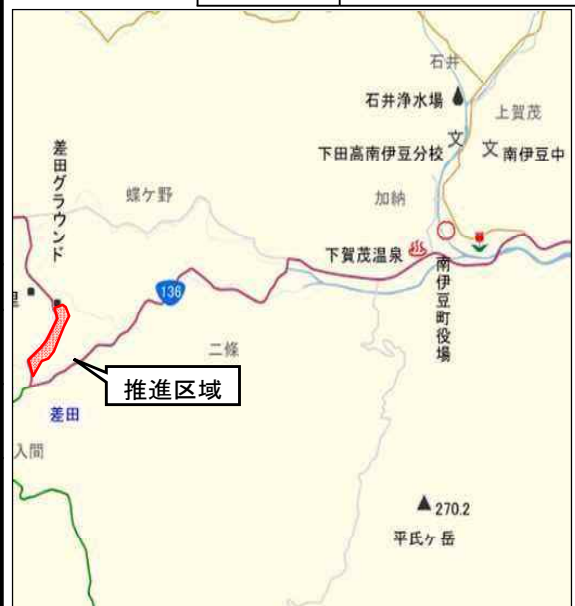 石井
石井浄水場
上賀茂
文
下田高南伊豆分校
文
南伊豆中
差田グラウンド
蝶ケ野
加納
下賀茂温泉
南伊豆町役場
136
二條
推進区域
差田
入間
270.2
平氏ヶ岳